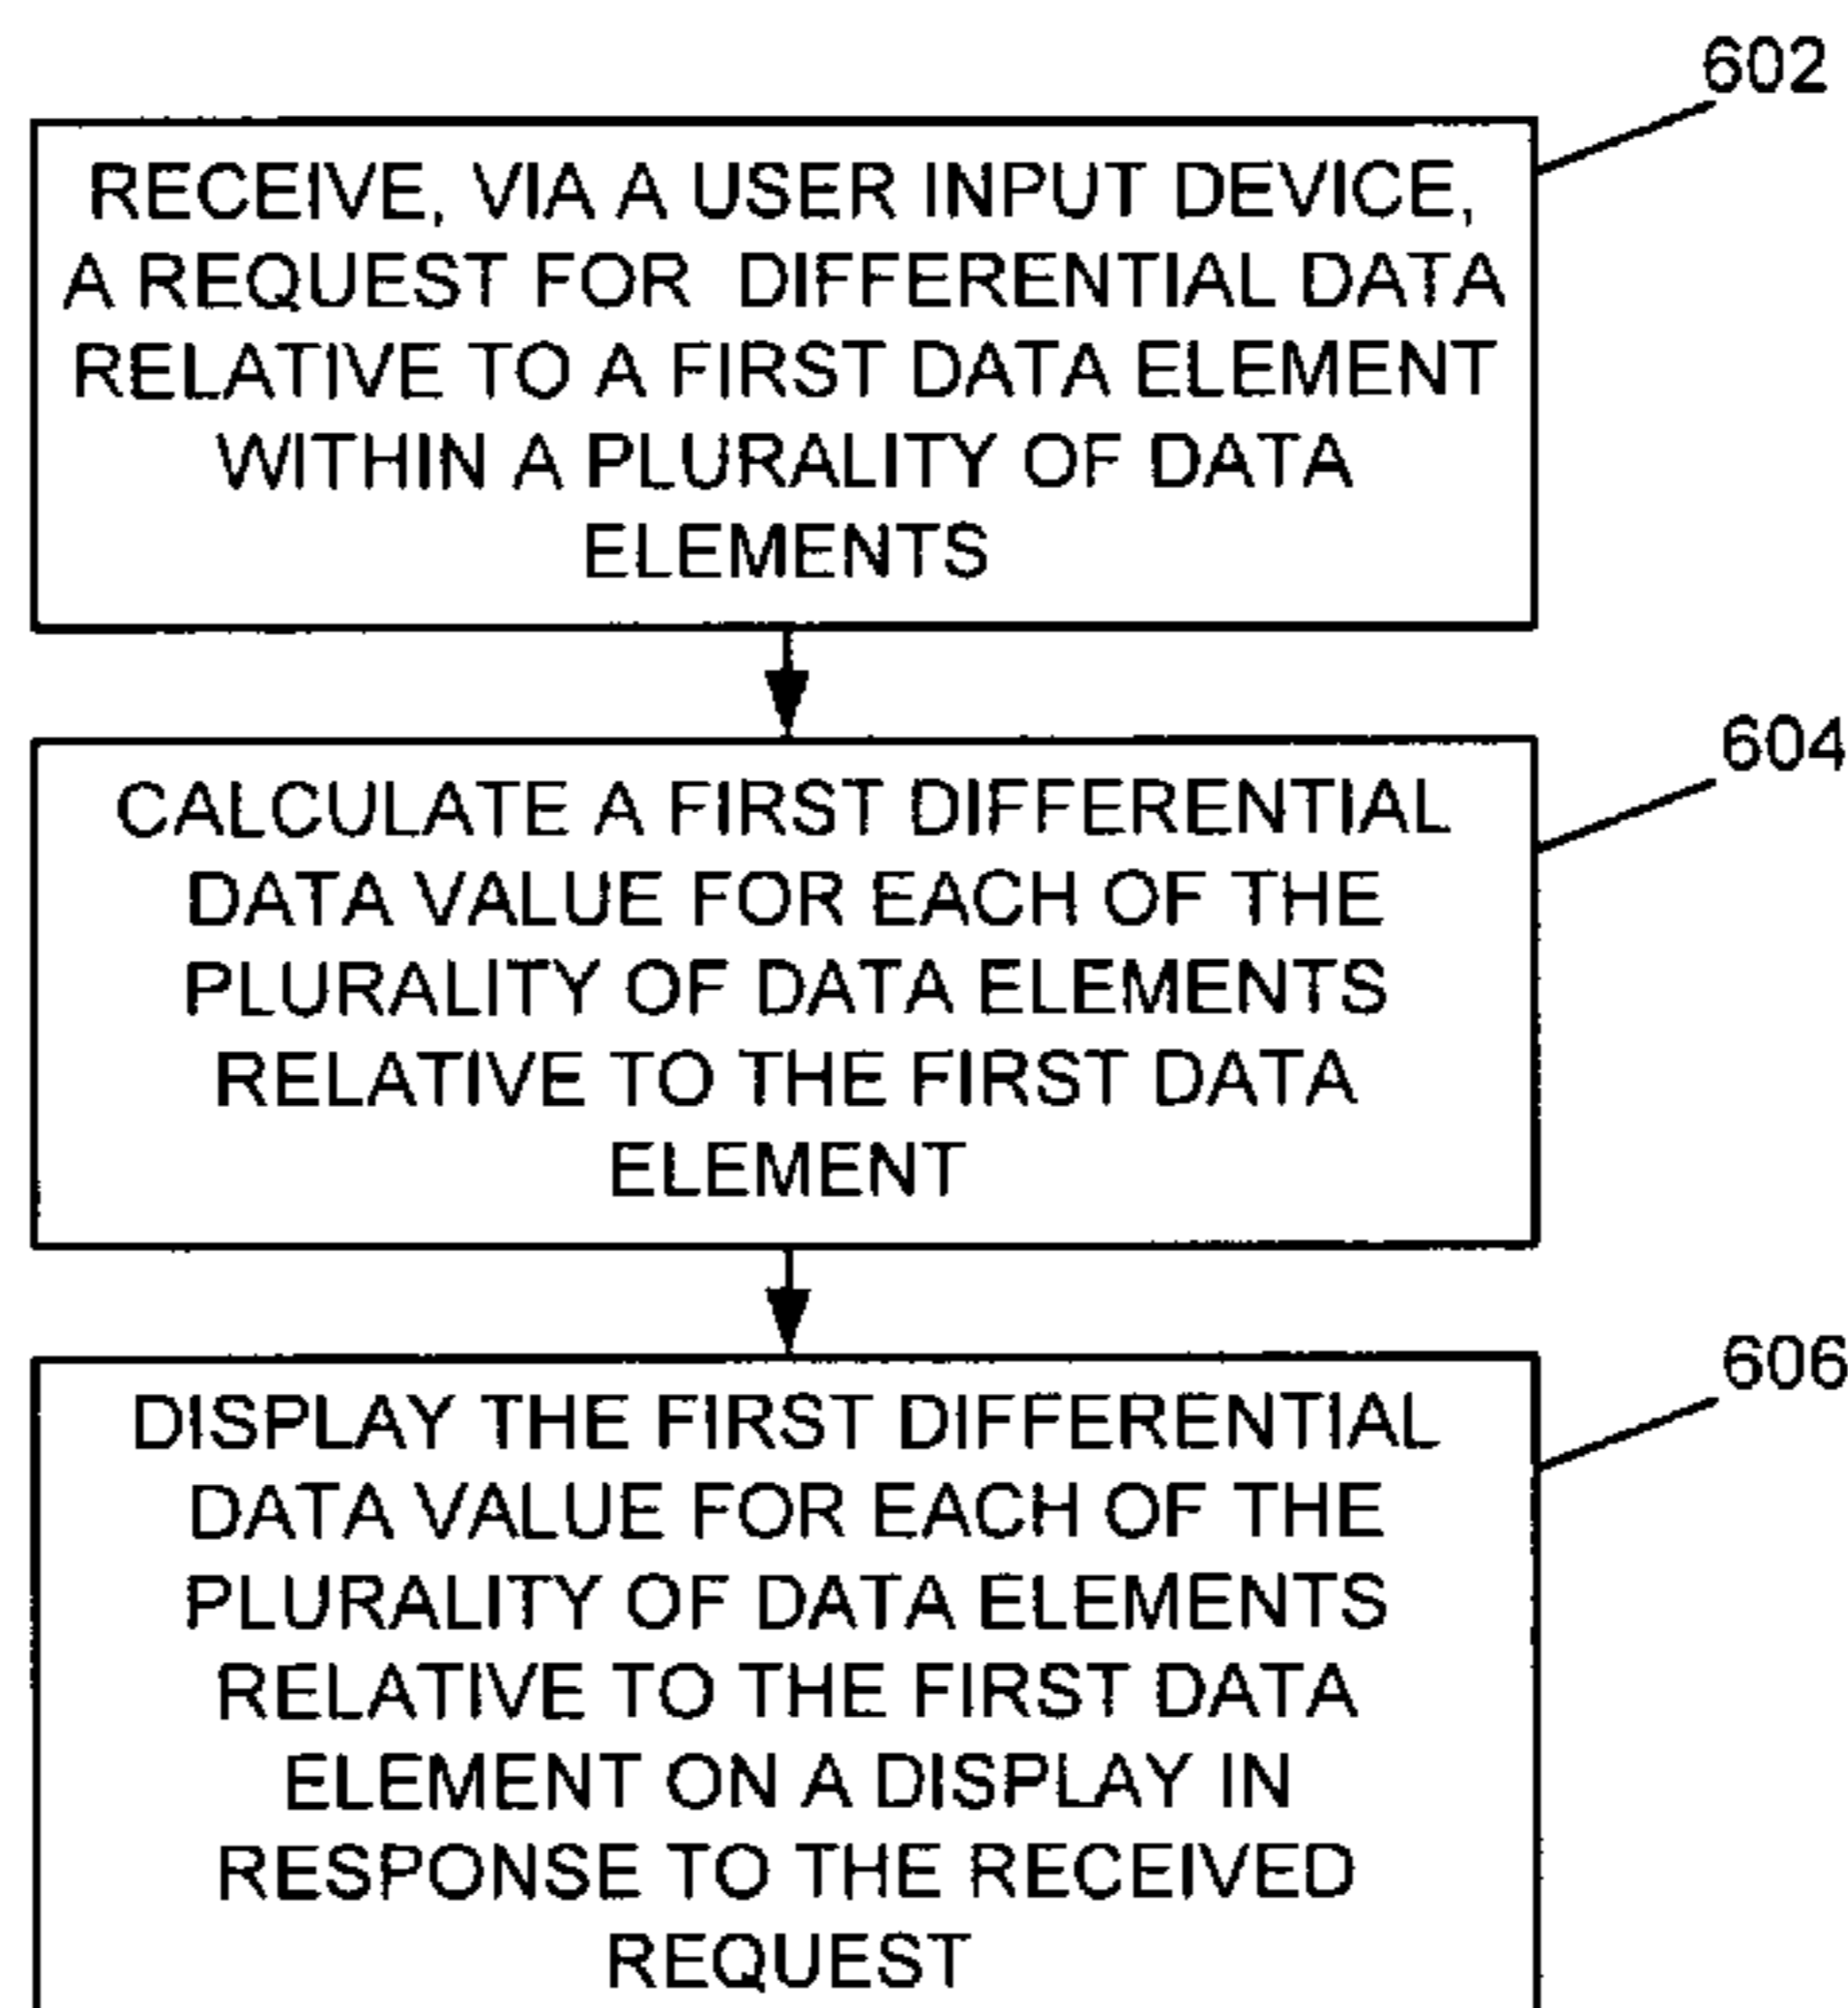 602
RECEIVE, VIA A USER INPUT DEVICE,
A REQUEST FOR DIFFERENTIAL DATA
RELATIVE TO A FIRST DATA ELEMENT
WITHIN A PLURALITY OF DATA
ELEMENTS
604
CALCULATE A FIRST DIFFERENTIAL
DATA VALUE FOR EACH OF THE
PLURALITY OF DATA ELEMENTS
RELATIVE TO THE FIRST DATA
ELEMENT
606
DISPLAY THE FIRST DIFFERENTIAL
DATA VALUE FOR EACH OF THE
PLURALITY OF DATA ELEMENTS
RELATIVE TO THE FIRST DATA
ELEMENT ON A DISPLAY IN
RESPONSE TO THE RECEIVED
REQUEST